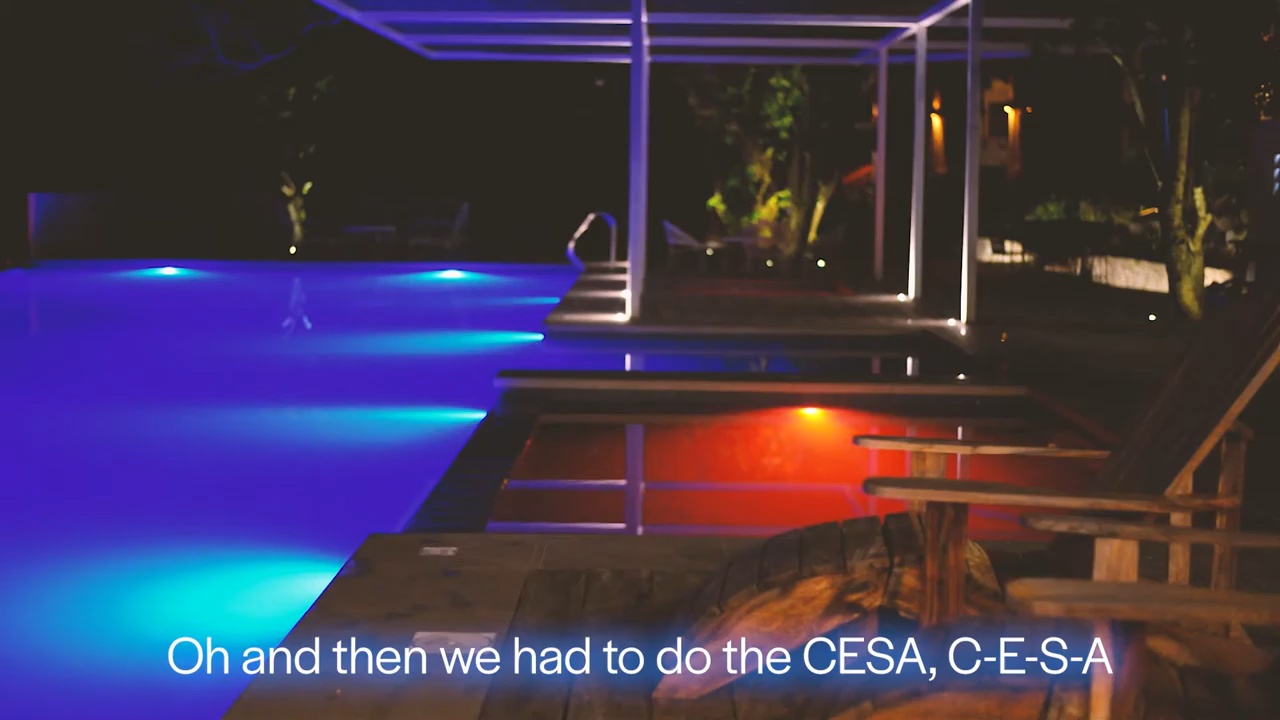 Oh and then we had to do the CESA, C-E-S-A